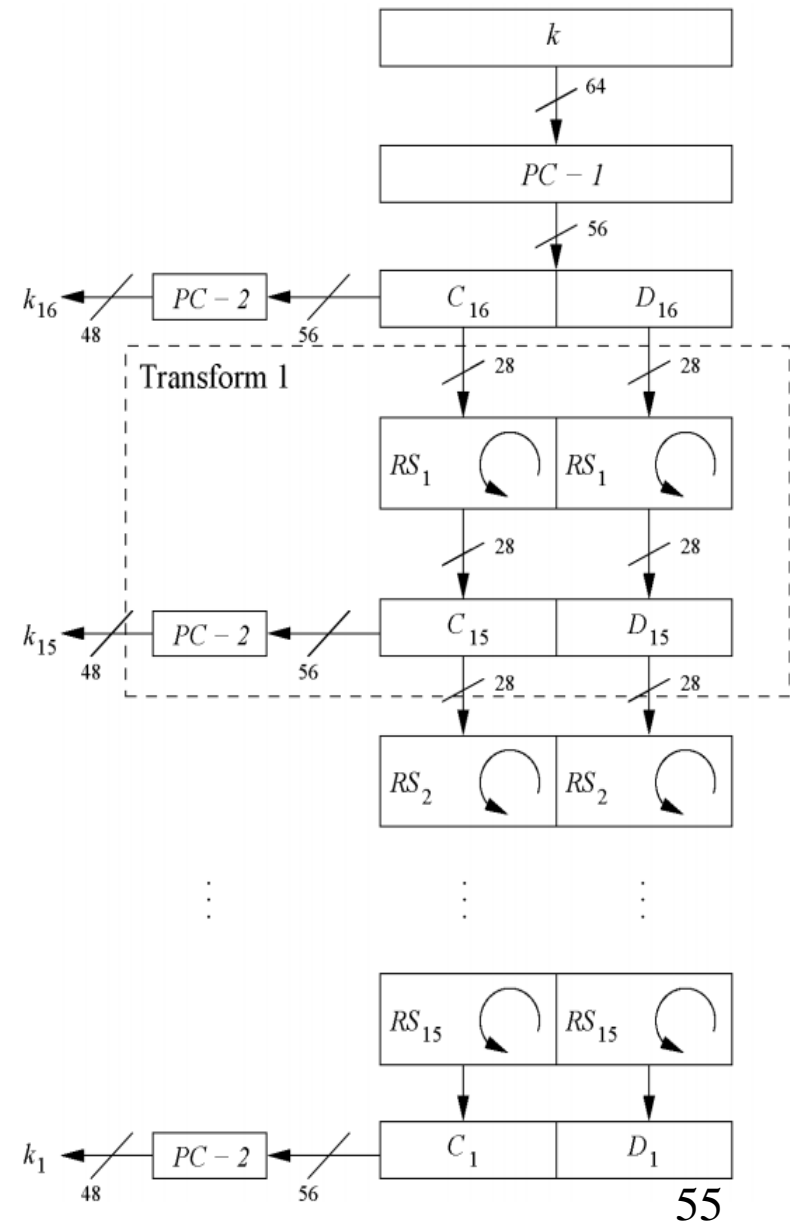 k
64
PC – 1
56
k16 48 PC – 2 56 C16 D16
Transform 1
28 28
RS1 RS1
28 28
k15 48 PC – 2 56 C15 D15
28 28
RS2 RS2
⋮ ⋮ ⋮
RS15 RS15
k1 48 PC – 2 56 C1 D1
55